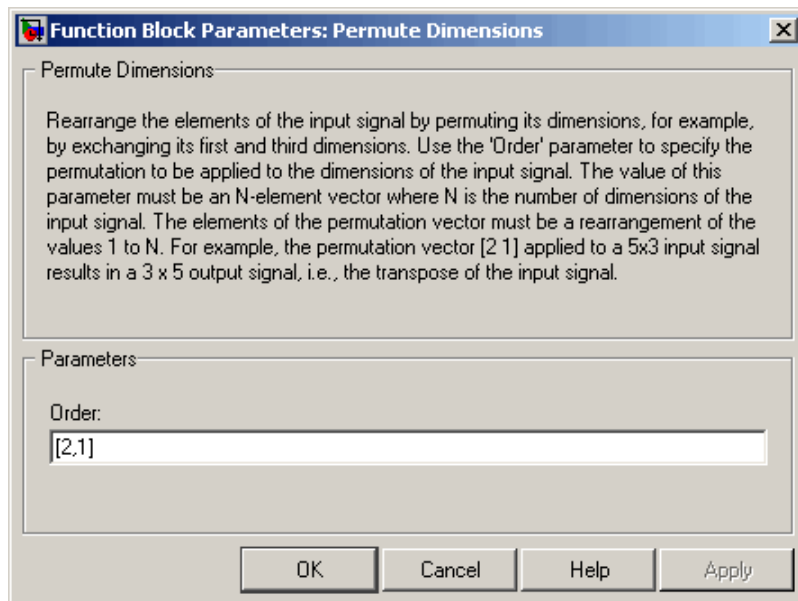 Function Block Parameters: Permute Dimensions
Permute Dimensions
Rearrange the elements of the input signal by permuting its dimensions, for example,
by exchanging its first and third dimensions. Use the 'Order' parameter to specify the
permutation to be applied to the dimensions of the input signal. The value of this
parameter must be an N-element vector where N is the number of dimensions of the
input signal. The elements of the permutation vector must be a rearrangement of the
values 1 to N. For example, the permutation vector [2 1] applied to a 5x3 input signal
results in a 3 x 5 output signal, i.e., the transpose of the input signal.
Parameters
Order:
[2,1]
OK Cancel Help Apply